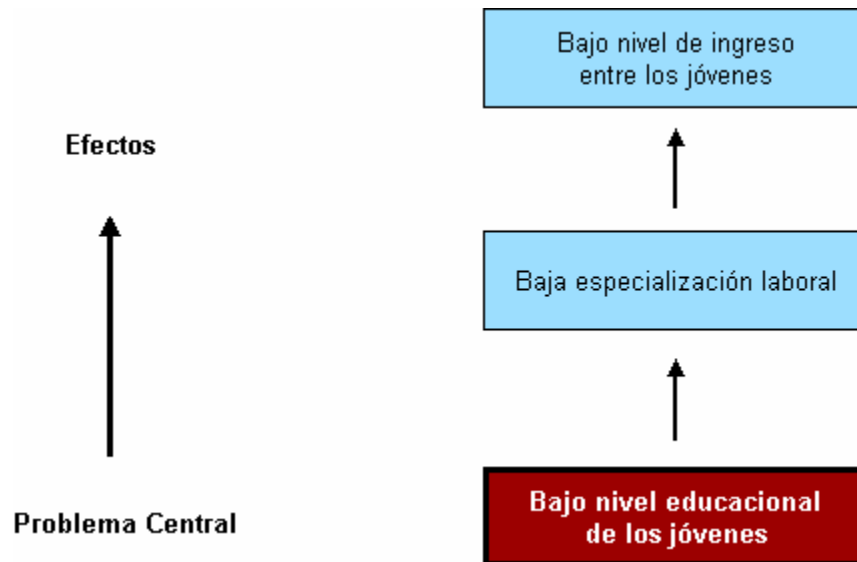 Bajo nivel de ingreso
entre los jóvenes
Efectos
Baja especialización laboral
Problema Central
Bajo nivel educacional
de los jóvenes